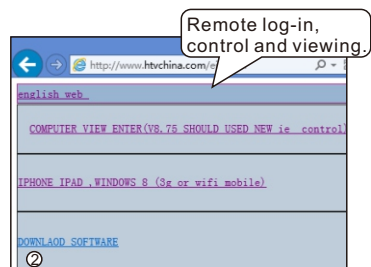 Remote log-in,
control and viewing.
http://www.htvchina.com/e
english web
COMPUTER VIEW ENTER(V8.75 SHOULD USED NEW ie control)
IPHONE IPAD ,WINDOWS 8 (3g or wifi mobile)
DOWNLAOD SOFTWARE
②